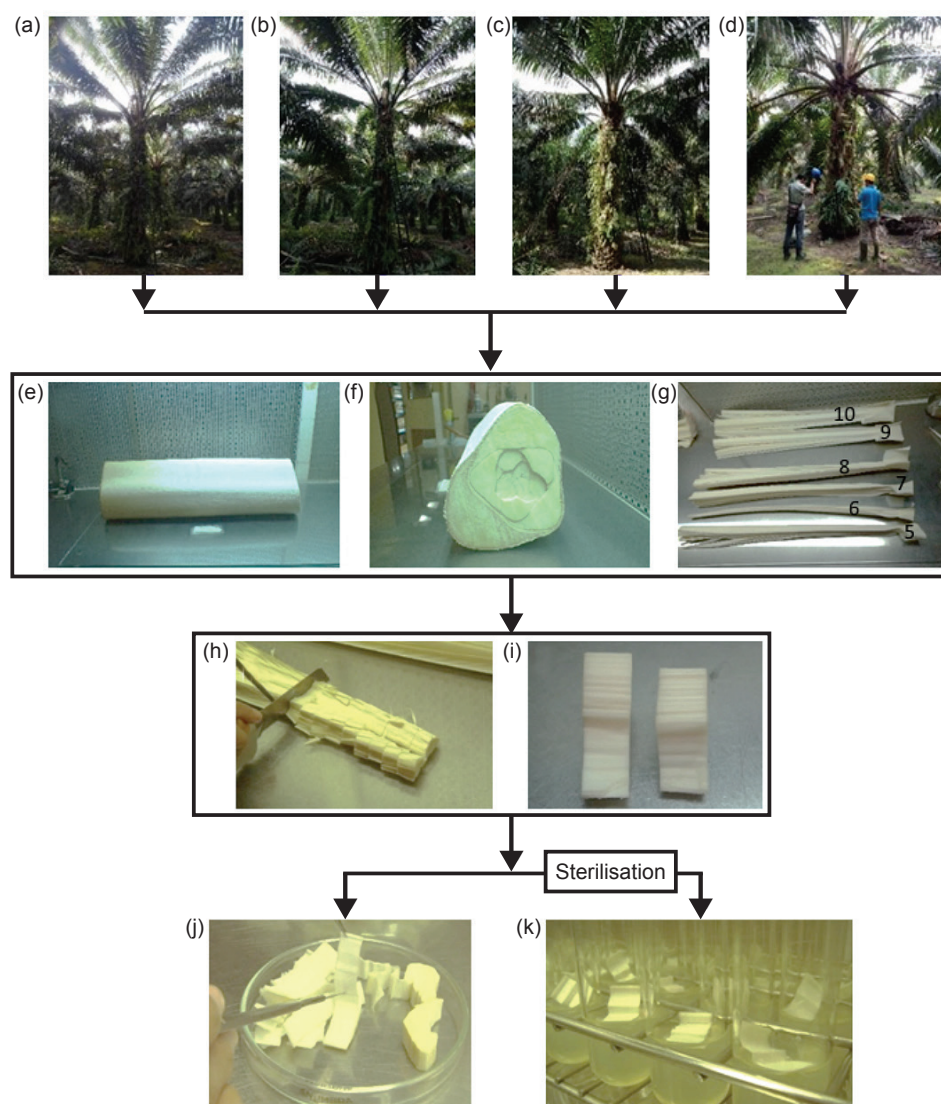 (a)
(b)
(c)
(d)
(e)
(f)
(g)
10
9
8
7
6
5
(h)
(i)
Sterilisation
(j)
(k)